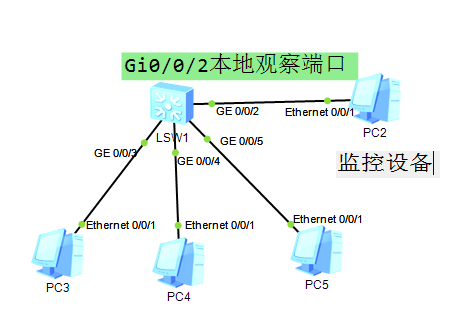 Gi0/0/2本地观察端口
GE 0/0/2
Ethernet 0/0/1
PC2
LSW1
GE 0/0/5
GE 0/0/3
GE 0/0/4
监控设备
Ethernet 0/0/1
Ethernet 0/0/1
Ethernet 0/0/1
PC3
PC4
PC5